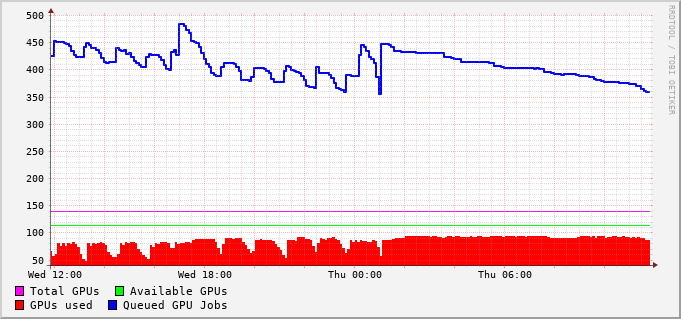 500
450
400
350
300
250
200
150
100
50
Wed 12:00 Wed 18:00 Thu 00:00 Thu 06:00
Total GPUs Available GPUs
GPUs used Queued GPU Jobs
RRDTOOL / TOBI OETIKER